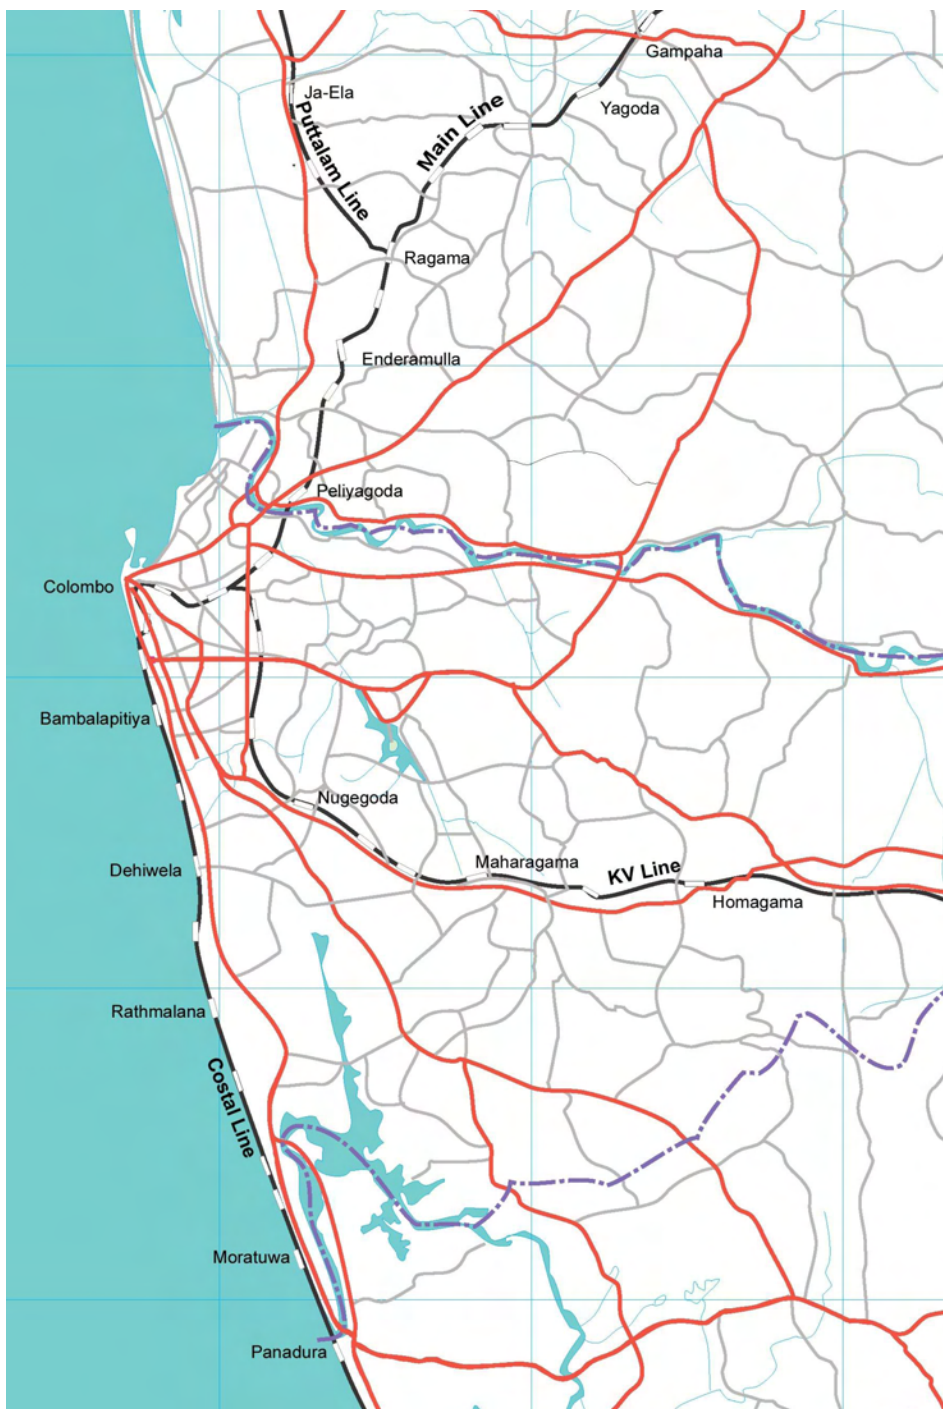 Gampaha
Ja-Ela
Yagoda
Main Line
Puttalam Line
Ragama
Enderamulla
Peliyagoda
Colombo
Bambalapitiya
Nugegoda
Dehiwela
Maharagama
KV Line
Homagama
Rathmalana
Costal Line
Moratuwa
Panadura